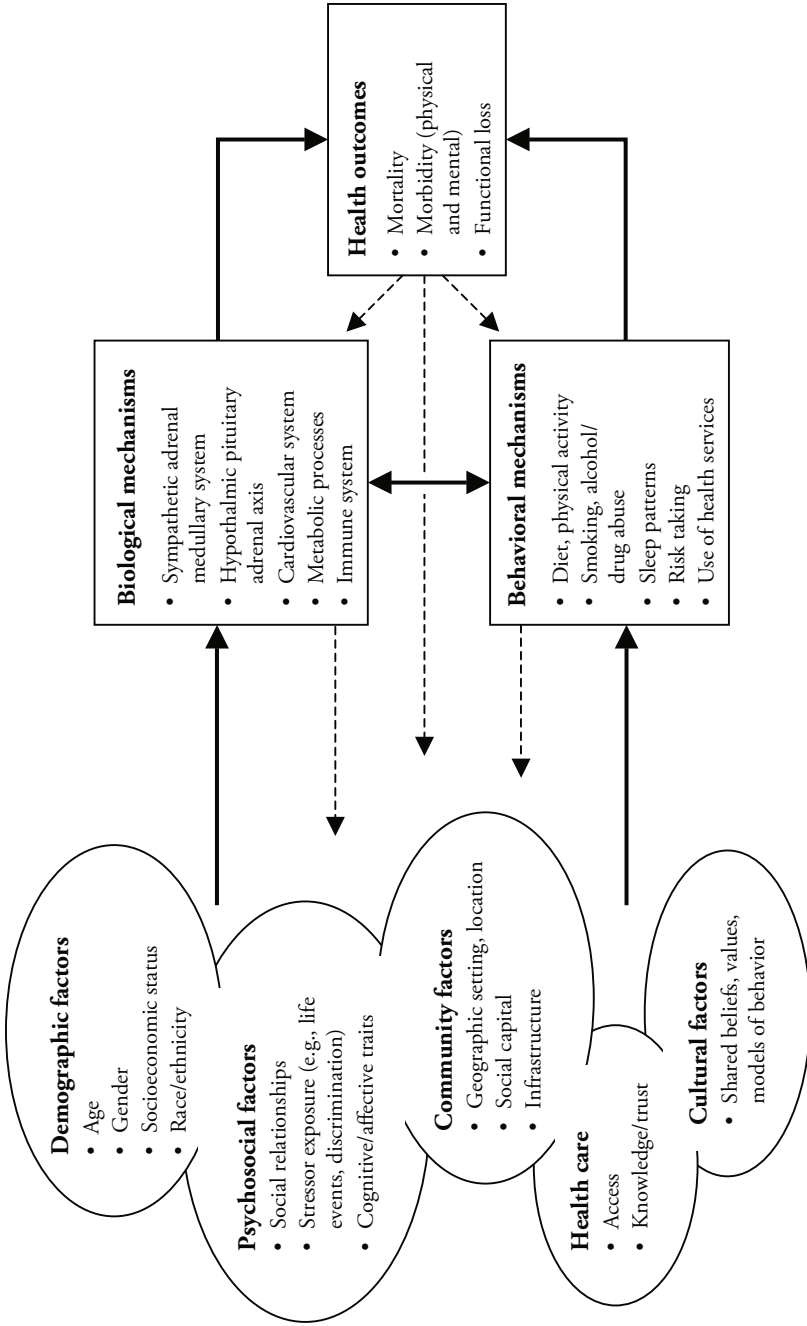 Demographic factors
• Age
• Gender
• Socioeconomic status
• Race/ethnicity
Psychosocial factors
• Social relationships
• Stressor exposure (e.g., life
events, discrimination)
• Cognitive/affective traits
Community factors
• Geographic setting, location
• Social capital
• Infrastructure
Health care
• Access
• Knowledge/trust
Cultural factors
• Shared beliefs, values,
models of behavior
Biological mechanisms
• Sympathetic adrenal
medullary system
• Hypothalmic pituitary
adrenal axis
• Cardiovascular system
• Metabolic processes
• Immune system
Behavioral mechanisms
• Diet, physical activity
• Smoking, alcohol/
drug abuse
• Sleep patterns
• Risk taking
• Use of health services
Health outcomes
• Mortality
• Morbidity (physical
and mental)
• Functional loss